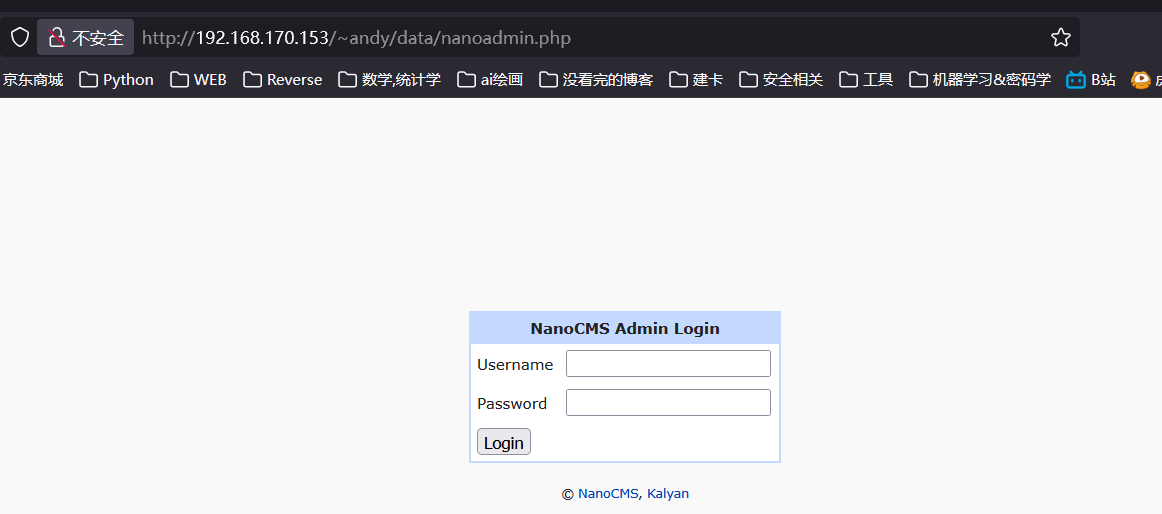 不安全 http://192.168.170.153/~andy/data/nanoadmin.php
京东商城 Python WEB Reverse 数学,统计学 ai绘画 没看完的博客 建卡 安全相关 工具 机器学习&密码学 B站
NanoCMS Admin Login
Username
Password
Login
© NanoCMS, Kalyan